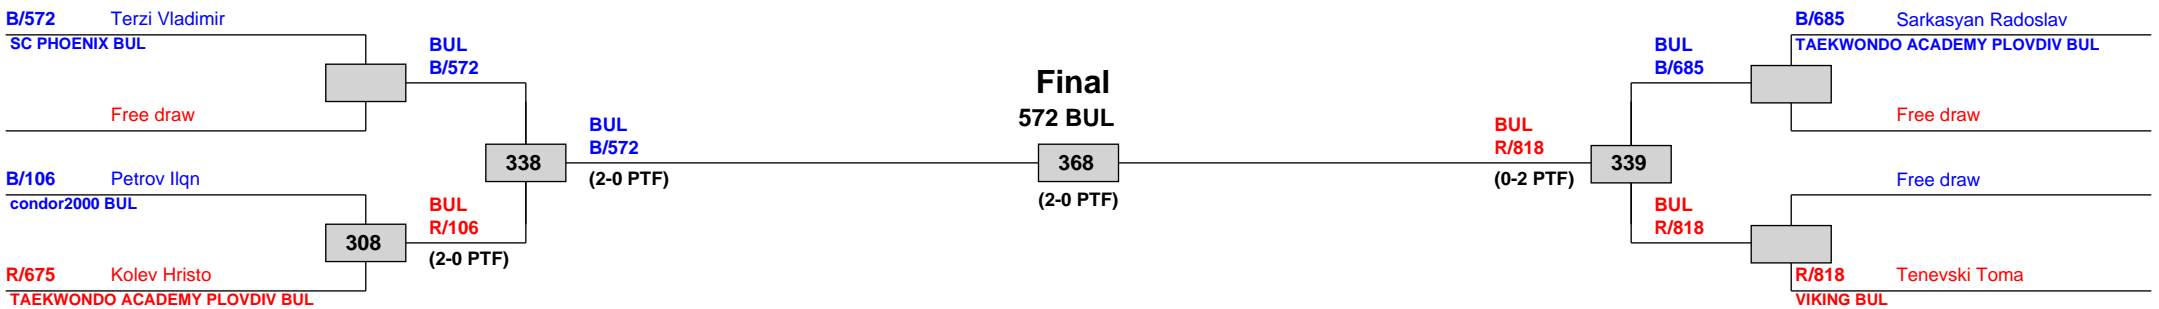 B/572 Terzi Vladimir
SC PHOENIX BUL
Free draw
B/106 Petrov Ilqn
condor2000 BUL
R/675 Kolev Hristo
TAEKWONDO ACADEMY PLOVDIV BUL
BUL
B/572
308
BUL
R/106
(2-0 PTF)
338
BUL
B/572
(2-0 PTF)
Final
572 BUL
368
(2-0 PTF)
BUL
R/818
(0-2 PTF)
339
BUL
B/685
BUL
R/818
B/685 Sarkasyan Radoslav
TAEKWONDO ACADEMY PLOVDIV BUL
Free draw
Free draw
R/818 Tenevski Toma
VIKING BUL